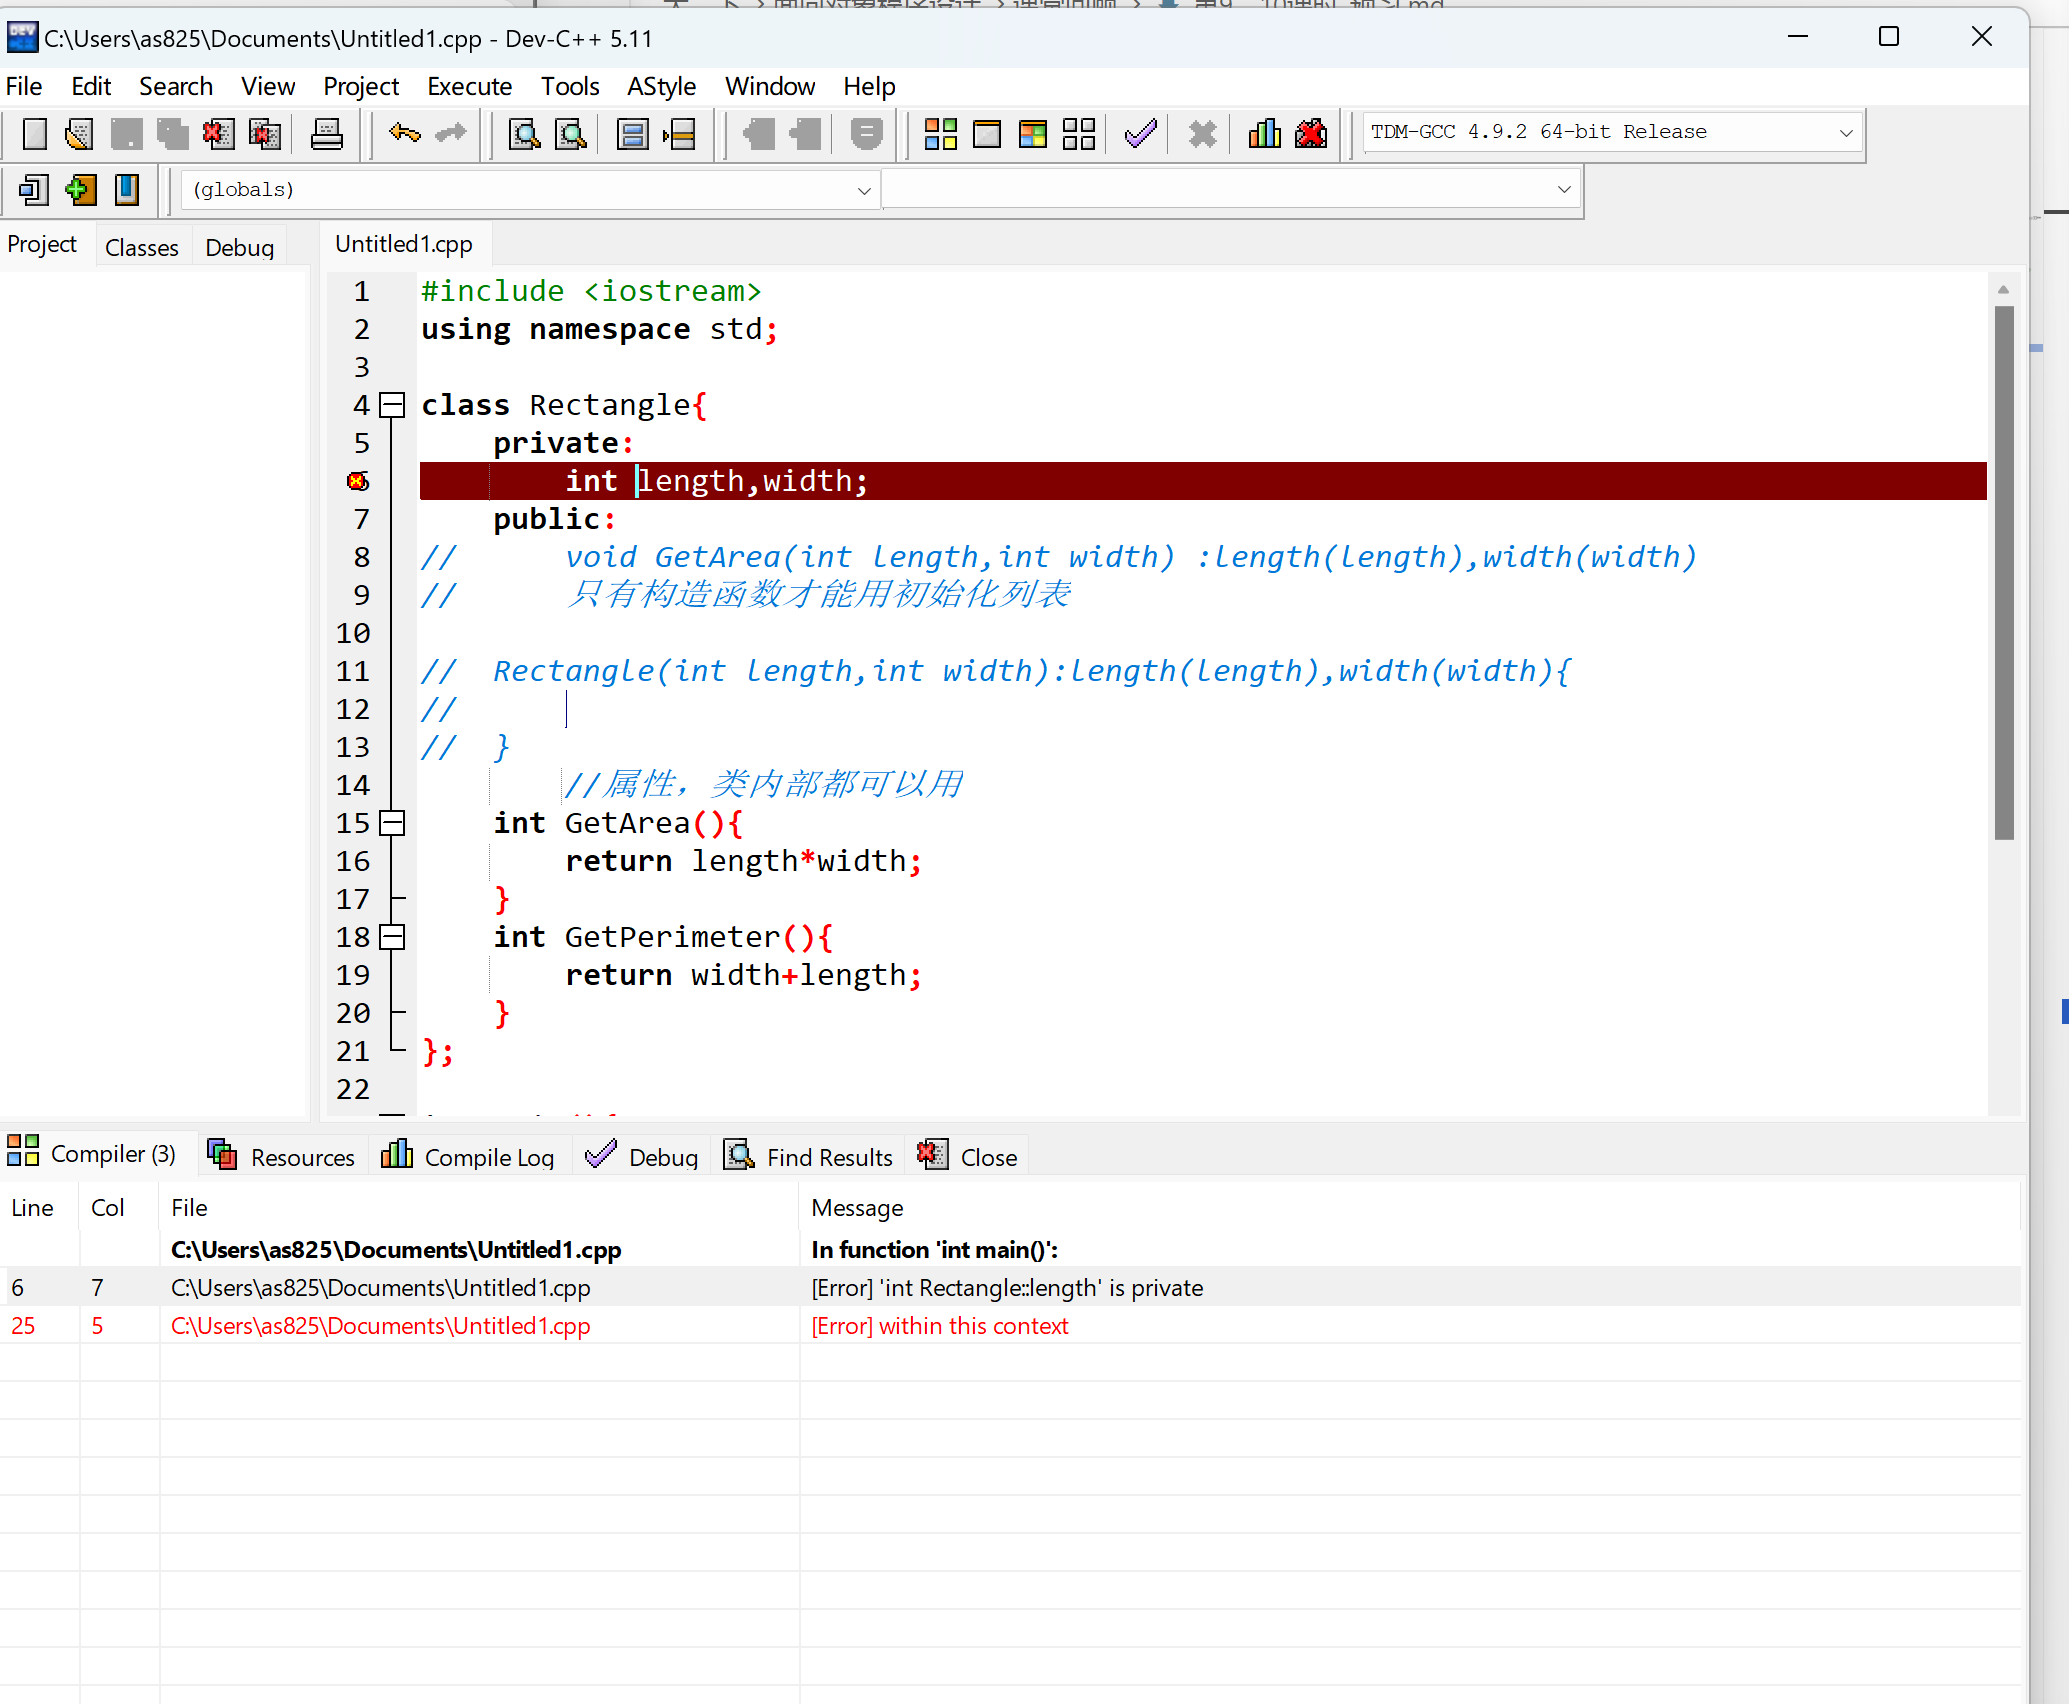 C:\Users\as825\Documents\Untitled1.cpp - Dev-C++ 5.11
File Edit Search View Project Execute Tools AStyle Window Help
TDM-GCC 4.9.2 64-bit Release
(globals)
Project Classes Debug Untitled1.cpp
1 #include <iostream>
2 using namespace std;
3
4 class Rectangle{
5 private:
6 int length,width;
7 public:
8 // void GetArea(int length,int width) :length(length),width(width)
9 // 只有构造函数才能用初始化列表
10
11 // Rectangle(int length,int width):length(length),width(width){
12 //
13 // }
14 //属性，类内部都可以用
15 int GetArea(){
16 return length*width;
17 }
18 int GetPerimeter(){
19 return width+length;
20 }
21 };
22
Compiler (3) Resources Compile Log Debug Find Results Close
Line Col File Message
C:\Users\as825\Documents\Untitled1.cpp In function 'int main()':
6 7 C:\Users\as825\Documents\Untitled1.cpp [Error] 'int Rectangle::length' is private
25 5 C:\Users\as825\Documents\Untitled1.cpp [Error] within this context